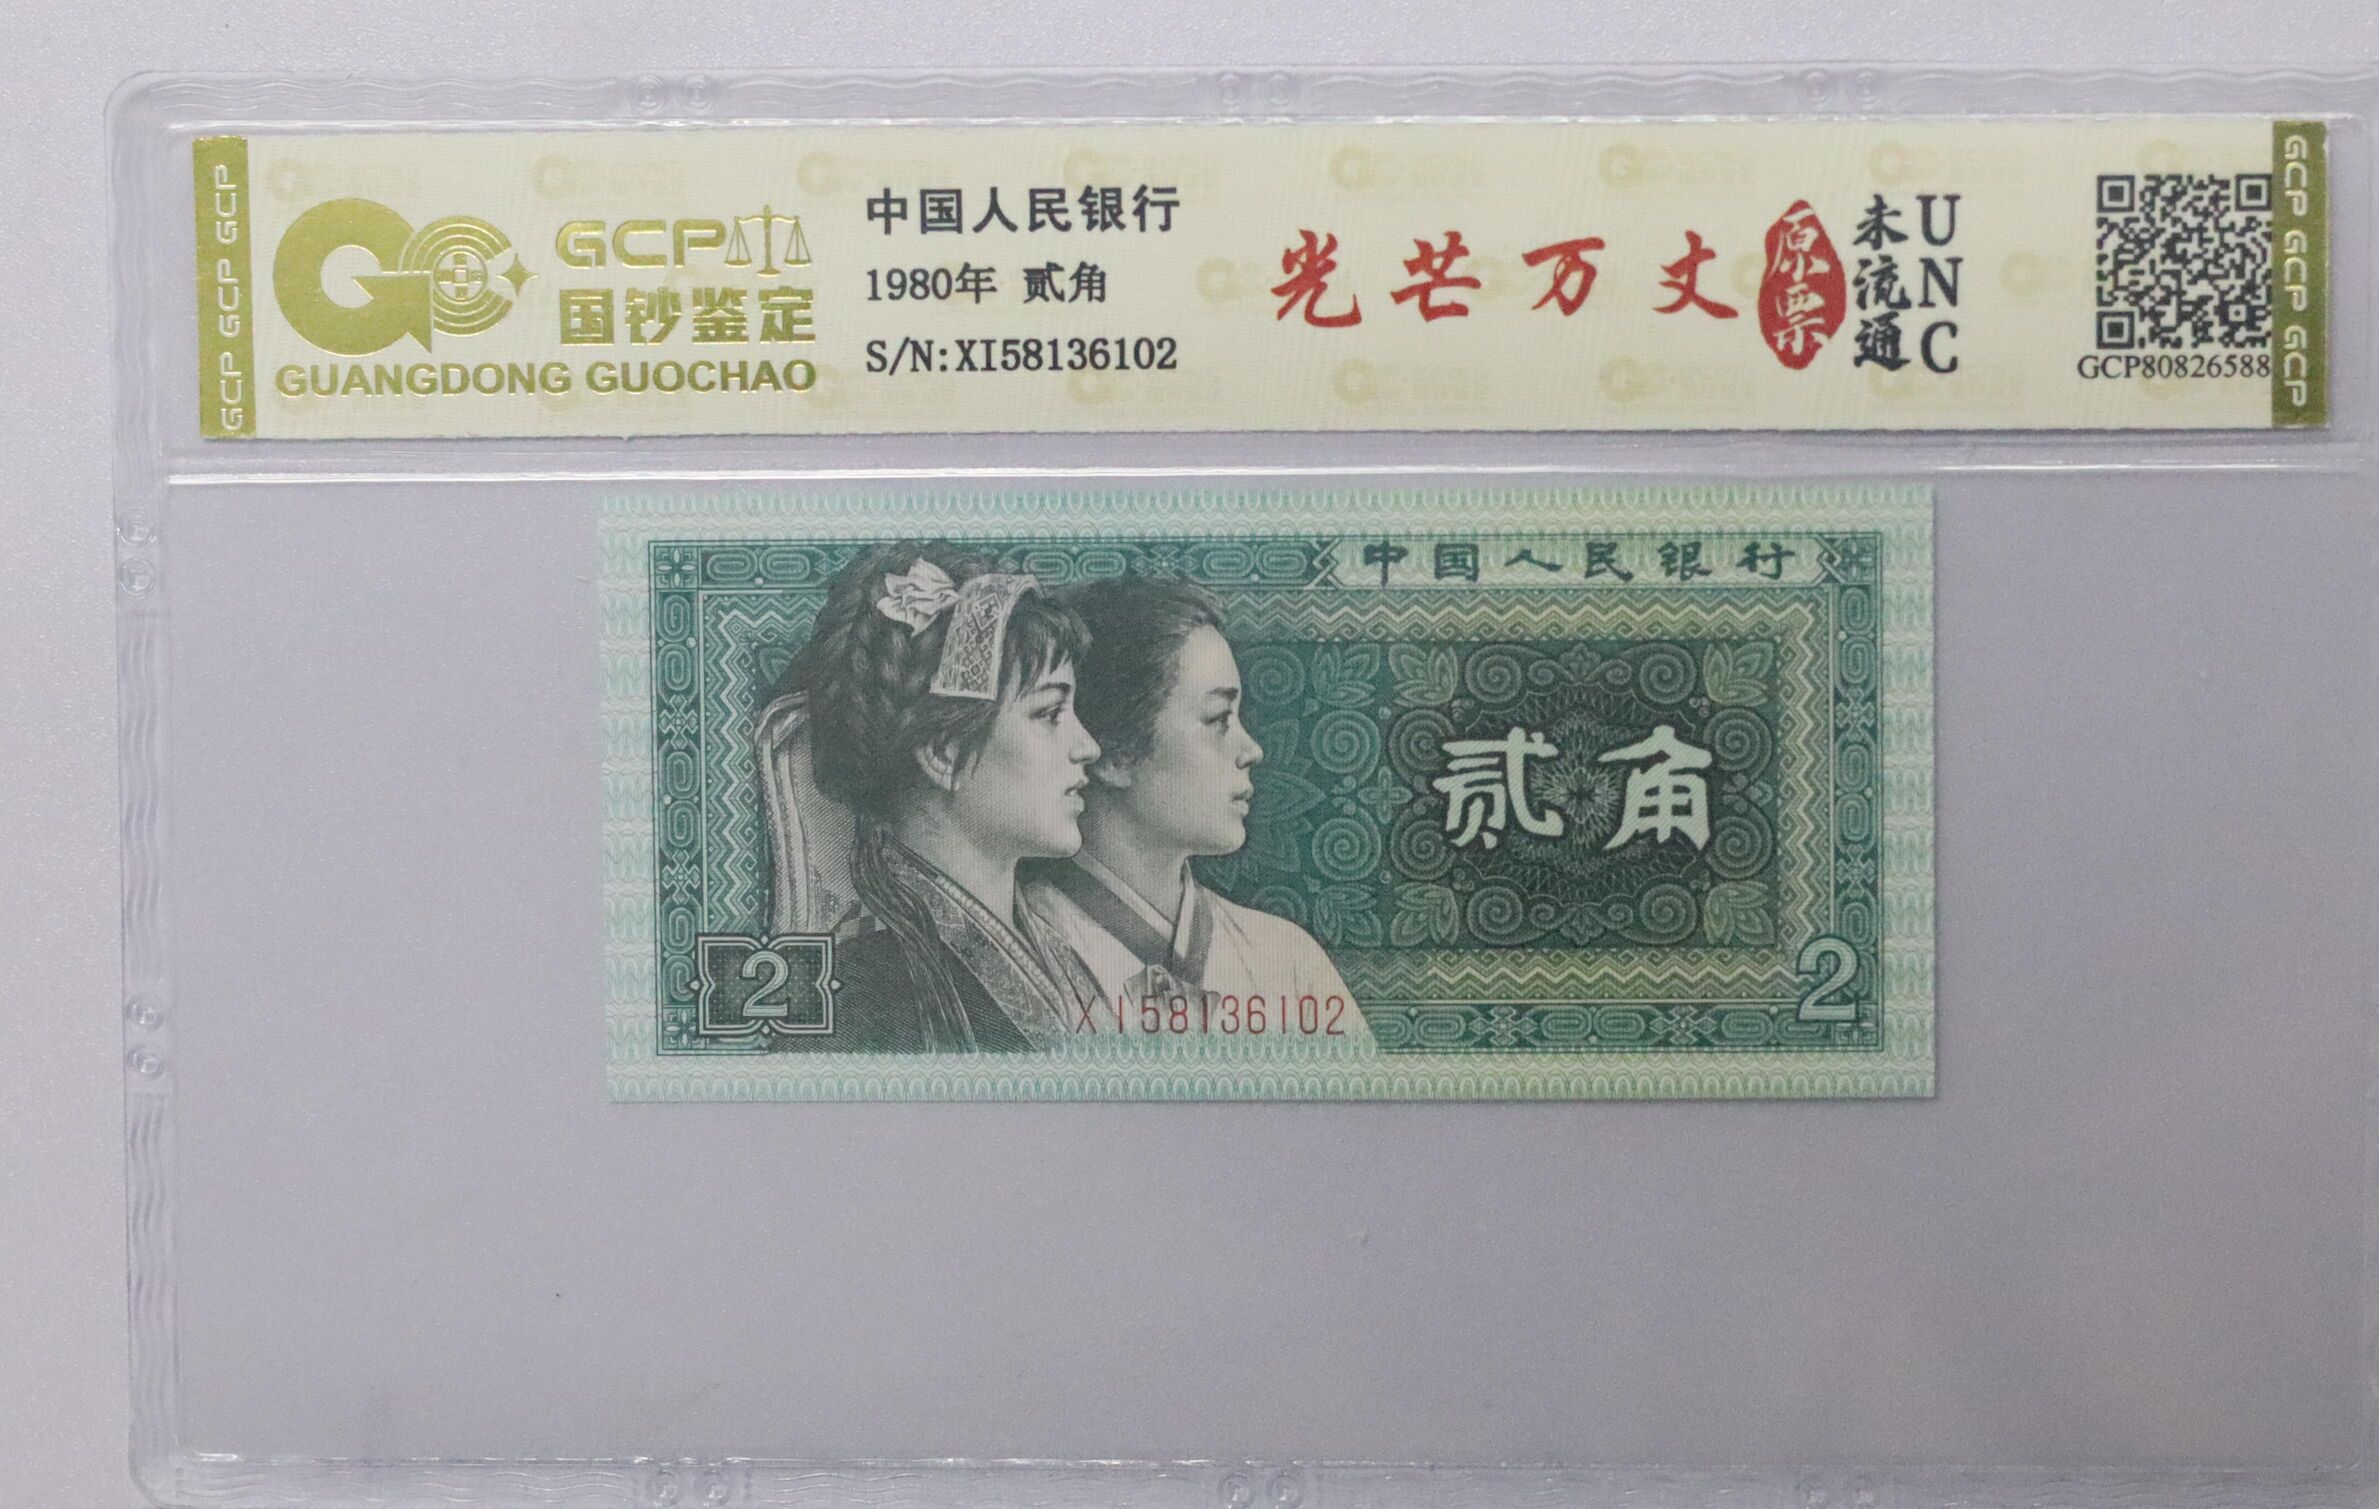 GCP GCP GCP
GCP
国钞鉴定
GUANGDONG GUOCHAO
中国人民银行
1980年 贰角
S/N:XI58136102
光芒万丈
原票
未流通
UNC
GCP80826588
GCP GCP GCP
中国人民银行
贰角
2
XI58136102
2